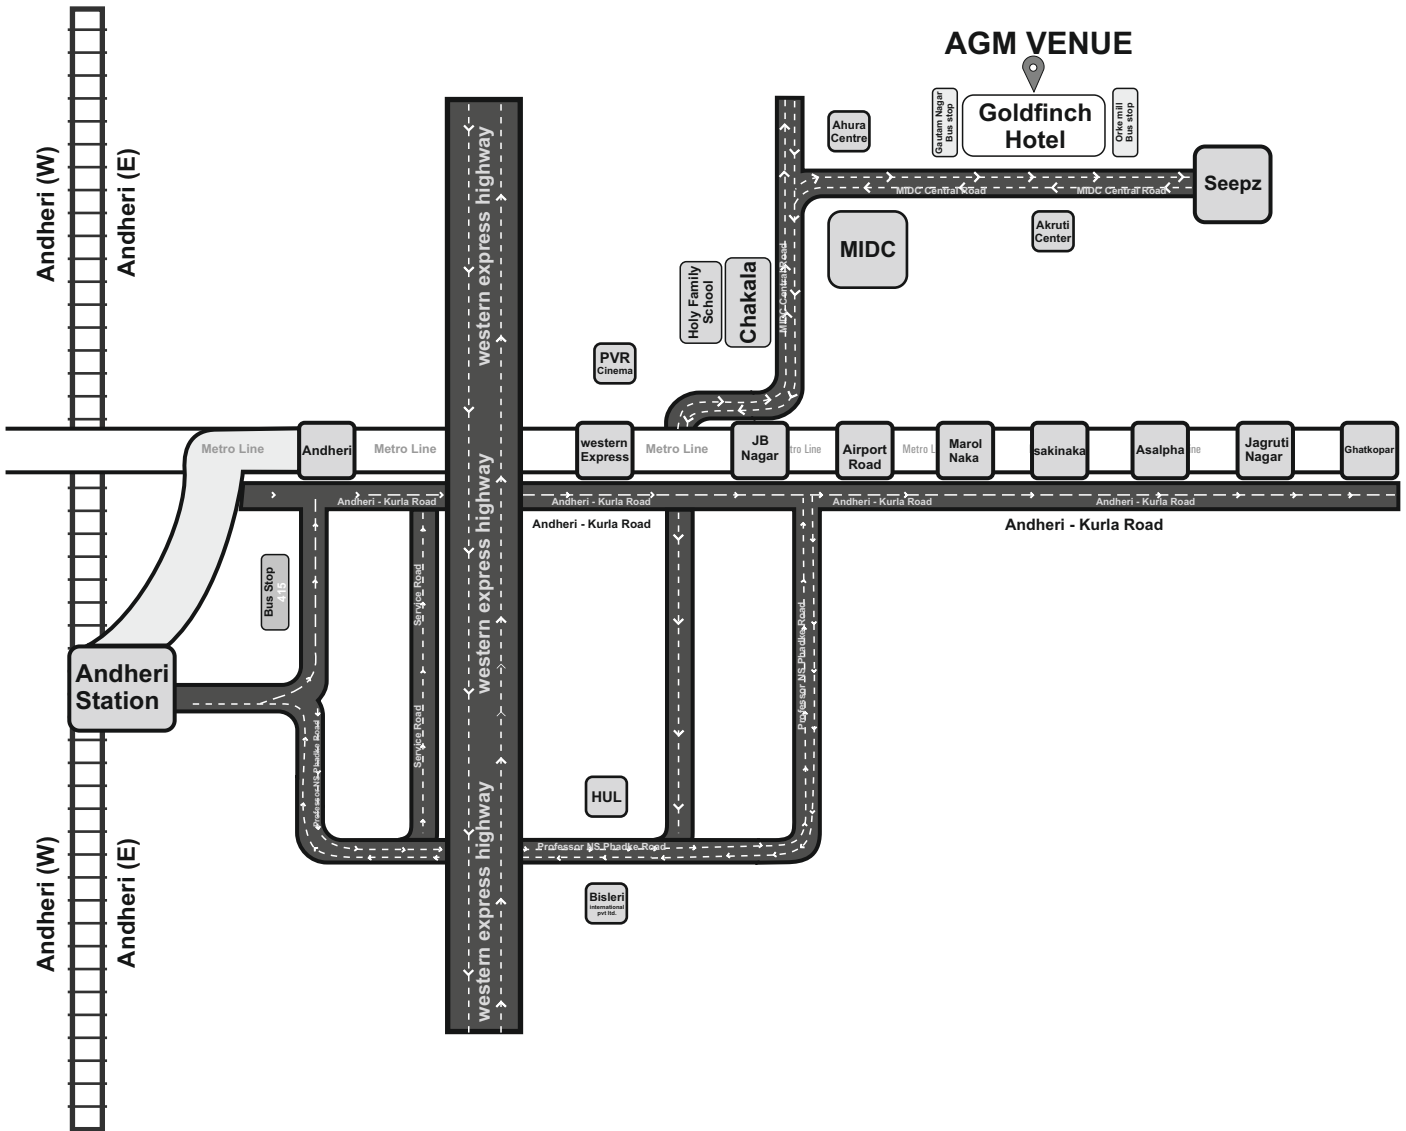 AGM VENUE
Goldfinch
Hotel
Gautam Nagar
Bus stop
Orke mill
Bus stop
Ahura
Centre
Seepz
MIDC Central Road
MIDC Central Road
Akruti
Center
MIDC
MIDC Central Road
Holy Family
School
Chakala
PVR
Cinema
Andheri (W)
Andheri (E)
western express highway
western express highway
western express highway
Metro Line
Andheri
Metro Line
western
Express
Metro Line
JB
Nagar
tro Line
Airport
Road
Metro L
Marol
Naka
sakinaka
Asalpha
ine
Jagruti
Nagar
Ghatkopar
Andheri - Kurla Road
Andheri - Kurla Road
Andheri - Kurla Road
Andheri - Kurla Road
Andheri - Kurla Road
Andheri - Kurla Road
Bus Stop
415
Service Road
Service Road
Andheri
Station
Professor NS Phadke Road
Professor NS Phadke Road
Professor NS Phadke Road
HUL
Bisleri
international
pvt ltd.
Andheri (W)
Andheri (E)